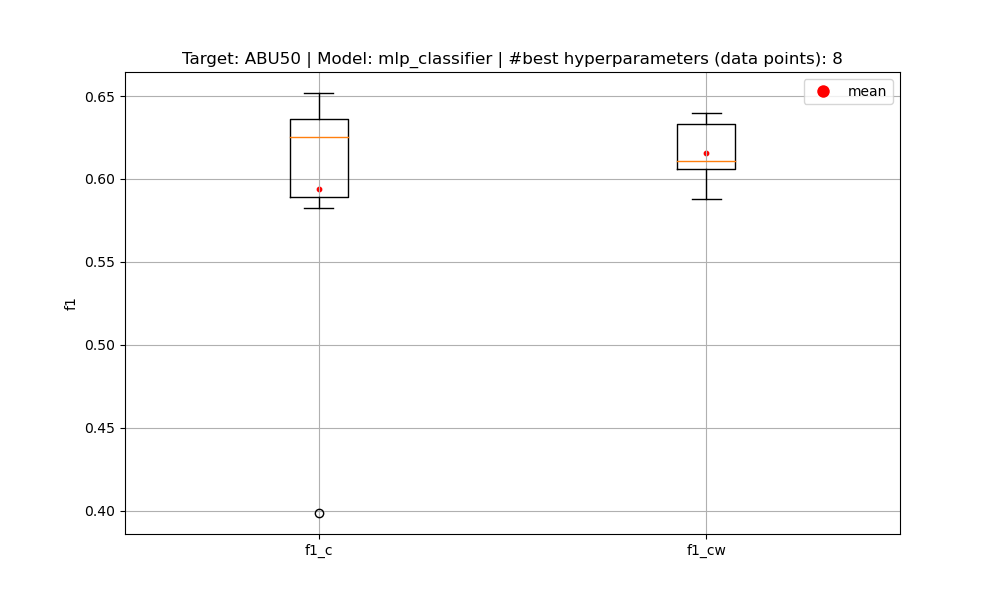 Target: ABU50 | Model: mlp_classifier | #best hyperparameters (data points): 8
mean
0.65
0.60
0.55
0.50
0.45
0.40
f1
f1_c
f1_cw